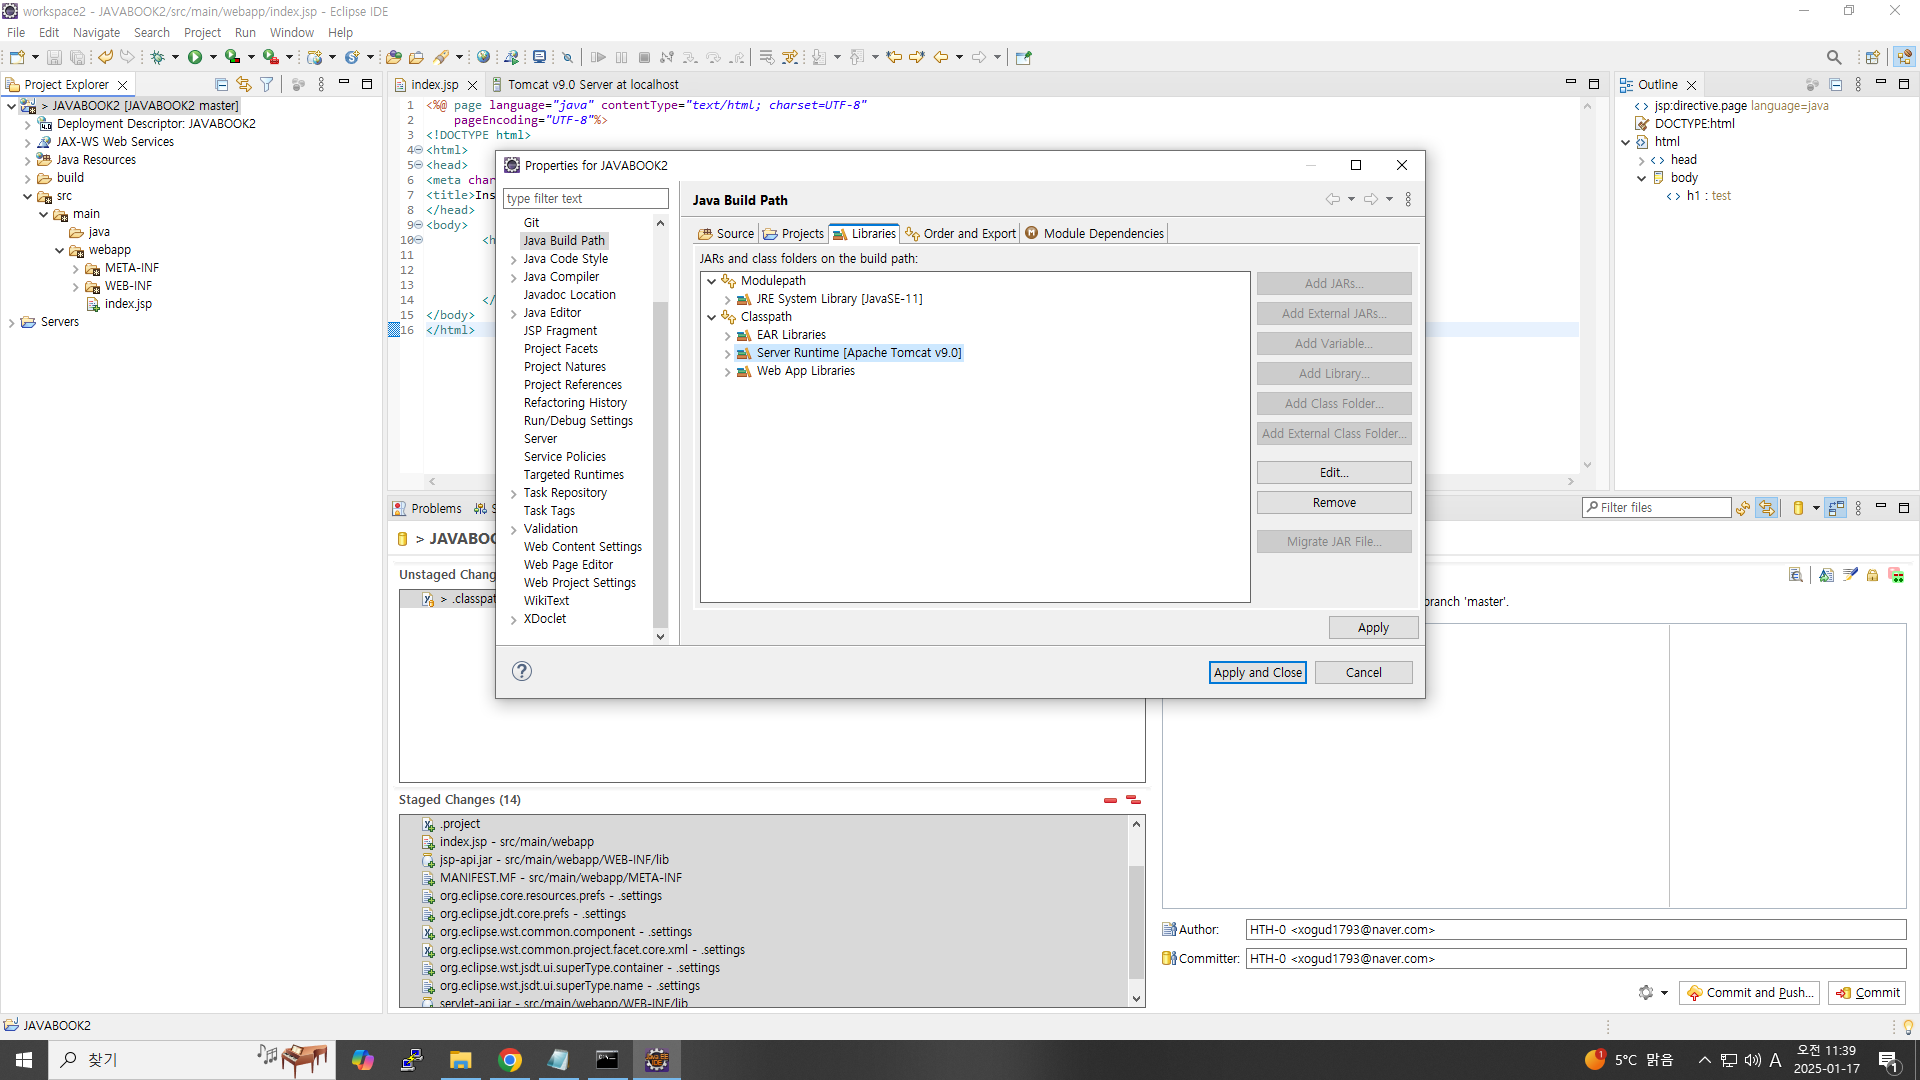 workspace2 - JAVABOOK2/src/main/webapp/index.jsp - Eclipse IDE
File Edit Navigate Search Project Run Window Help
Project Explorer
> JAVABOOK2 [JAVABOOK2 master]
Deployment Descriptor: JAVABOOK2
JAX-WS Web Services
Java Resources
build
src
main
java
webapp
META-INF
WEB-INF
index.jsp
Servers
index.jsp
Tomcat v9.0 Server at localhost
1 <%@ page language="java" contentType="text/html; charset=UTF-8"
2 pageEncoding="UTF-8"%>
3 <!DOCTYPE html>
4 <html>
5 <head>
6 <meta char
7 <title>Ins
8 </head>
9 <body>
10 <h
11
12
13
14 </
15 </body>
16 </html>
Properties for JAVABOOK2
type filter text
Git
Java Build Path
Java Code Style
Java Compiler
Javadoc Location
Java Editor
JSP Fragment
Project Facets
Project Natures
Project References
Refactoring History
Run/Debug Settings
Server
Service Policies
Targeted Runtimes
Task Repository
Task Tags
Validation
Web Content Settings
Web Page Editor
Web Project Settings
WikiText
XDoclet
Java Build Path
Source Projects Libraries Order and Export Module Dependencies
JARs and class folders on the build path:
Modulepath
JRE System Library [JavaSE-11]
Classpath
EAR Libraries
Server Runtime [Apache Tomcat v9.0]
Web App Libraries
Add JARs...
Add External JARs...
Add Variable...
Add Library...
Add Class Folder...
Add External Class Folder...
Edit...
Remove
Migrate JAR File...
Apply
Apply and Close
Cancel
Outline
jsp:directive.page language=java
DOCTYPE:html
html
head
body
h1 : test
Problems S
Filter files
> JAVABOO
Unstaged Chang
> .classpat
ranch 'master'.
Staged Changes (14)
.project
index.jsp - src/main/webapp
jsp-api.jar - src/main/webapp/WEB-INF/lib
MANIFEST.MF - src/main/webapp/META-INF
org.eclipse.core.resources.prefs - .settings
org.eclipse.jdt.core.prefs - .settings
org.eclipse.wst.common.component - .settings
org.eclipse.wst.common.project.facet.core.xml - .settings
org.eclipse.wst.jsdt.ui.superType.container - .settings
org.eclipse.wst.jsdt.ui.superType.name - .settings
servlet-api.jar - src/main/webapp/WEB-INF/lib
Author: HTH-0 <xogud1793@naver.com>
Committer: HTH-0 <xogud1793@naver.com>
Commit and Push...
Commit
JAVABOOK2
찾기
1
5°C 맑음
A
오전 11:39
2025-01-17
1